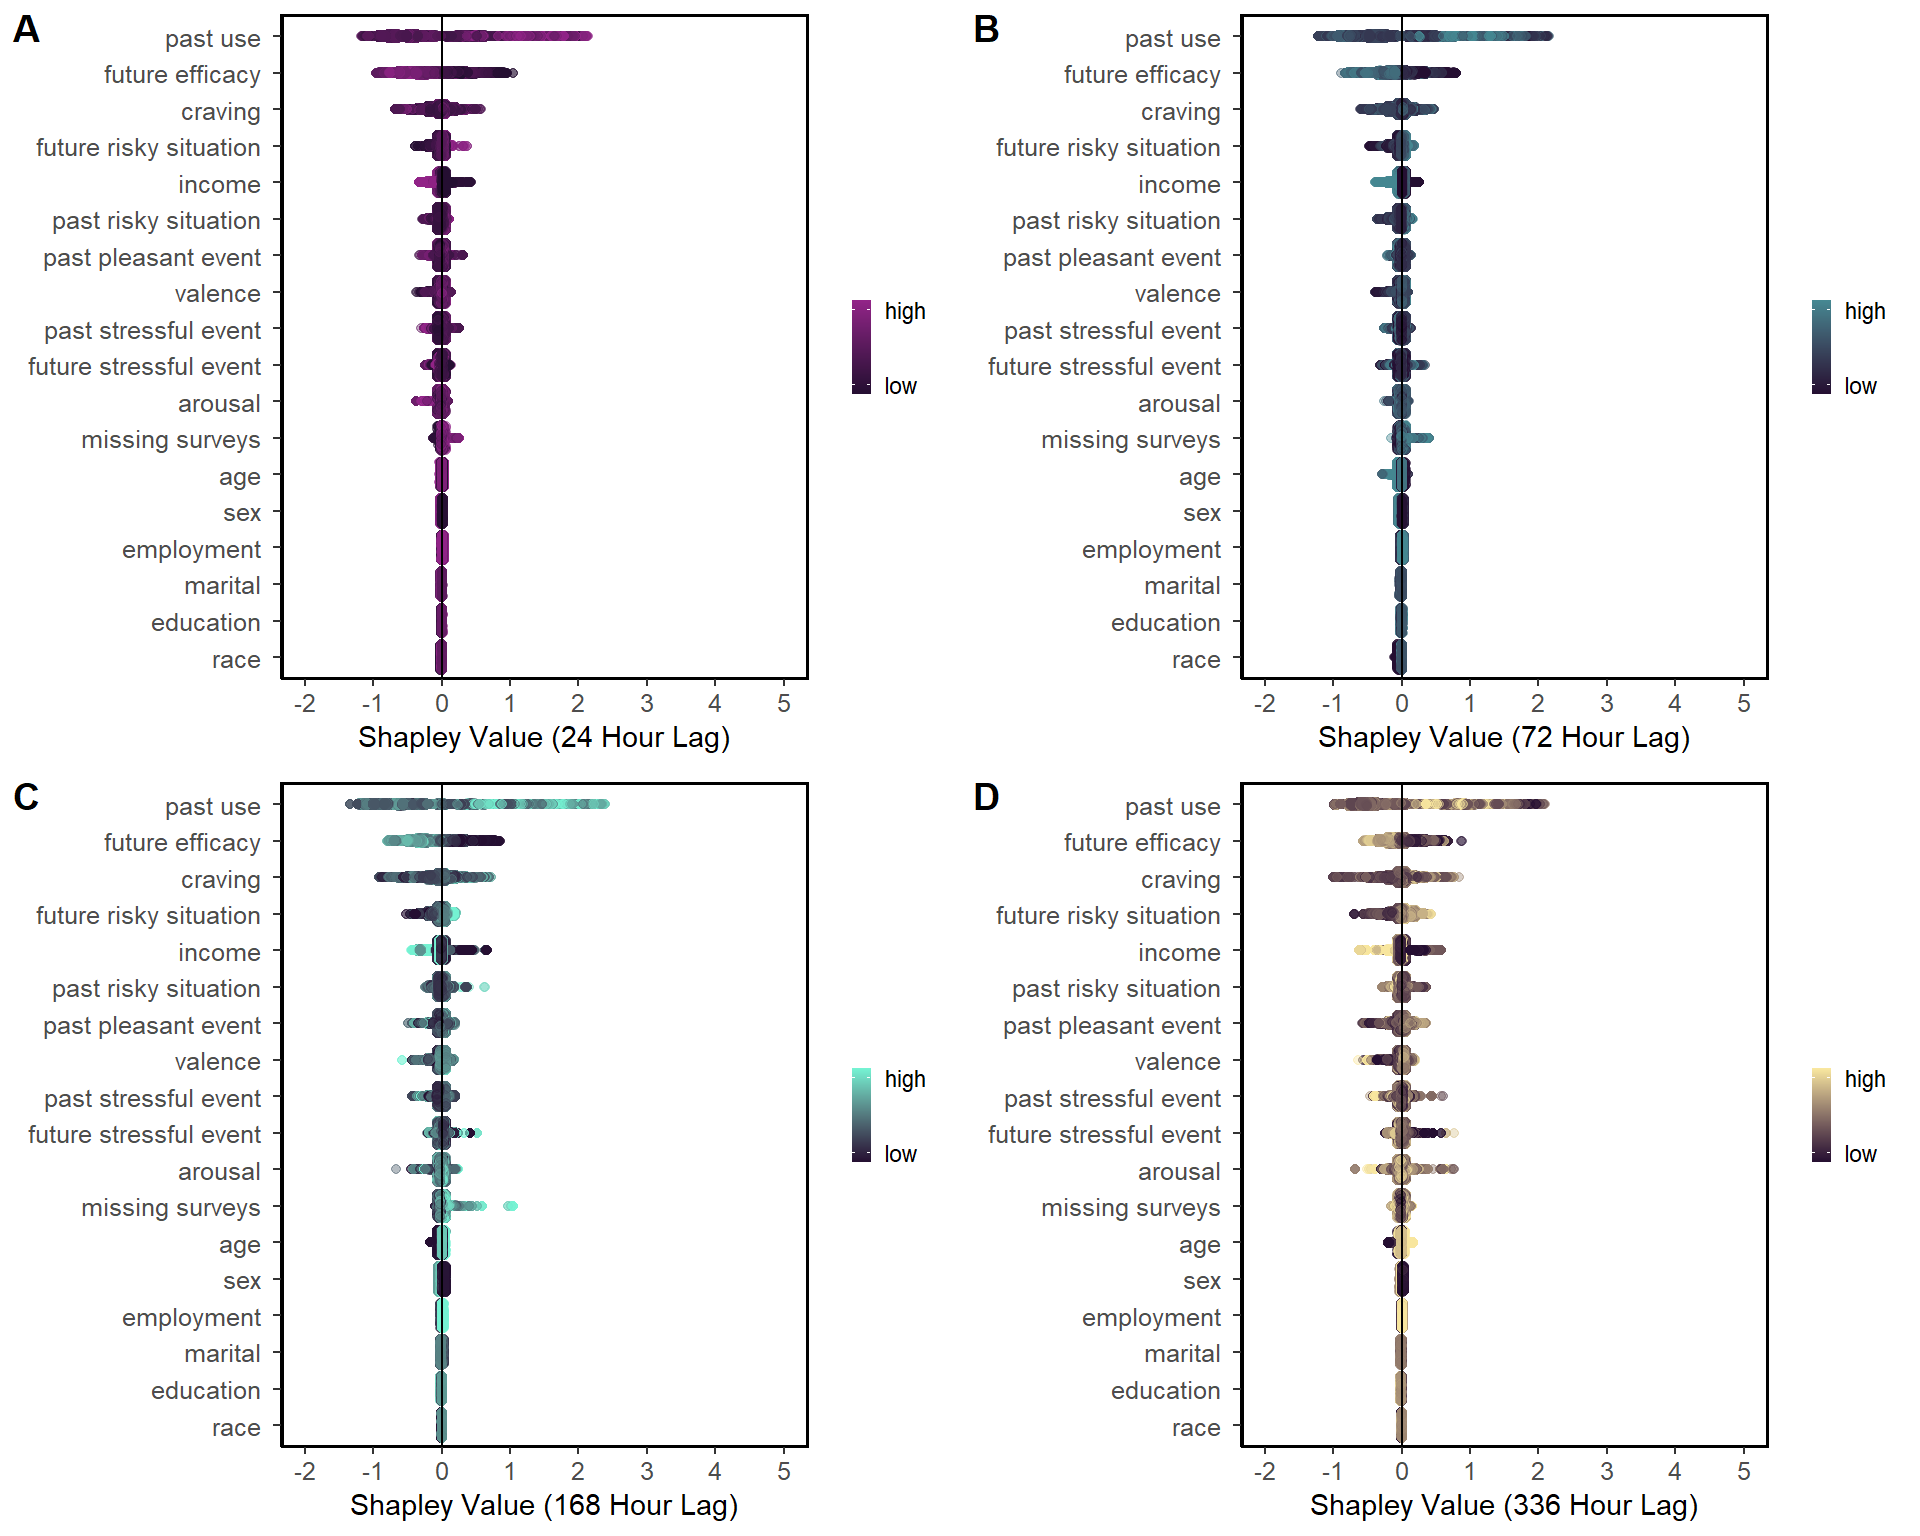 A
past use
future efficacy
craving
future risky situation
income
past risky situation
past pleasant event
valence
past stressful event
future stressful event
arousal
missing surveys
age
sex
employment
marital
education
race
-2 -1 0 1 2 3 4 5
Shapley Value (24 Hour Lag)
high
low
B
past use
future efficacy
craving
future risky situation
income
past risky situation
past pleasant event
valence
past stressful event
future stressful event
arousal
missing surveys
age
sex
employment
marital
education
race
-2 -1 0 1 2 3 4 5
Shapley Value (72 Hour Lag)
high
low
C
past use
future efficacy
craving
future risky situation
income
past risky situation
past pleasant event
valence
past stressful event
future stressful event
arousal
missing surveys
age
sex
employment
marital
education
race
-2 -1 0 1 2 3 4 5
Shapley Value (168 Hour Lag)
high
low
D
past use
future efficacy
craving
future risky situation
income
past risky situation
past pleasant event
valence
past stressful event
future stressful event
arousal
missing surveys
age
sex
employment
marital
education
race
-2 -1 0 1 2 3 4 5
Shapley Value (336 Hour Lag)
high
low